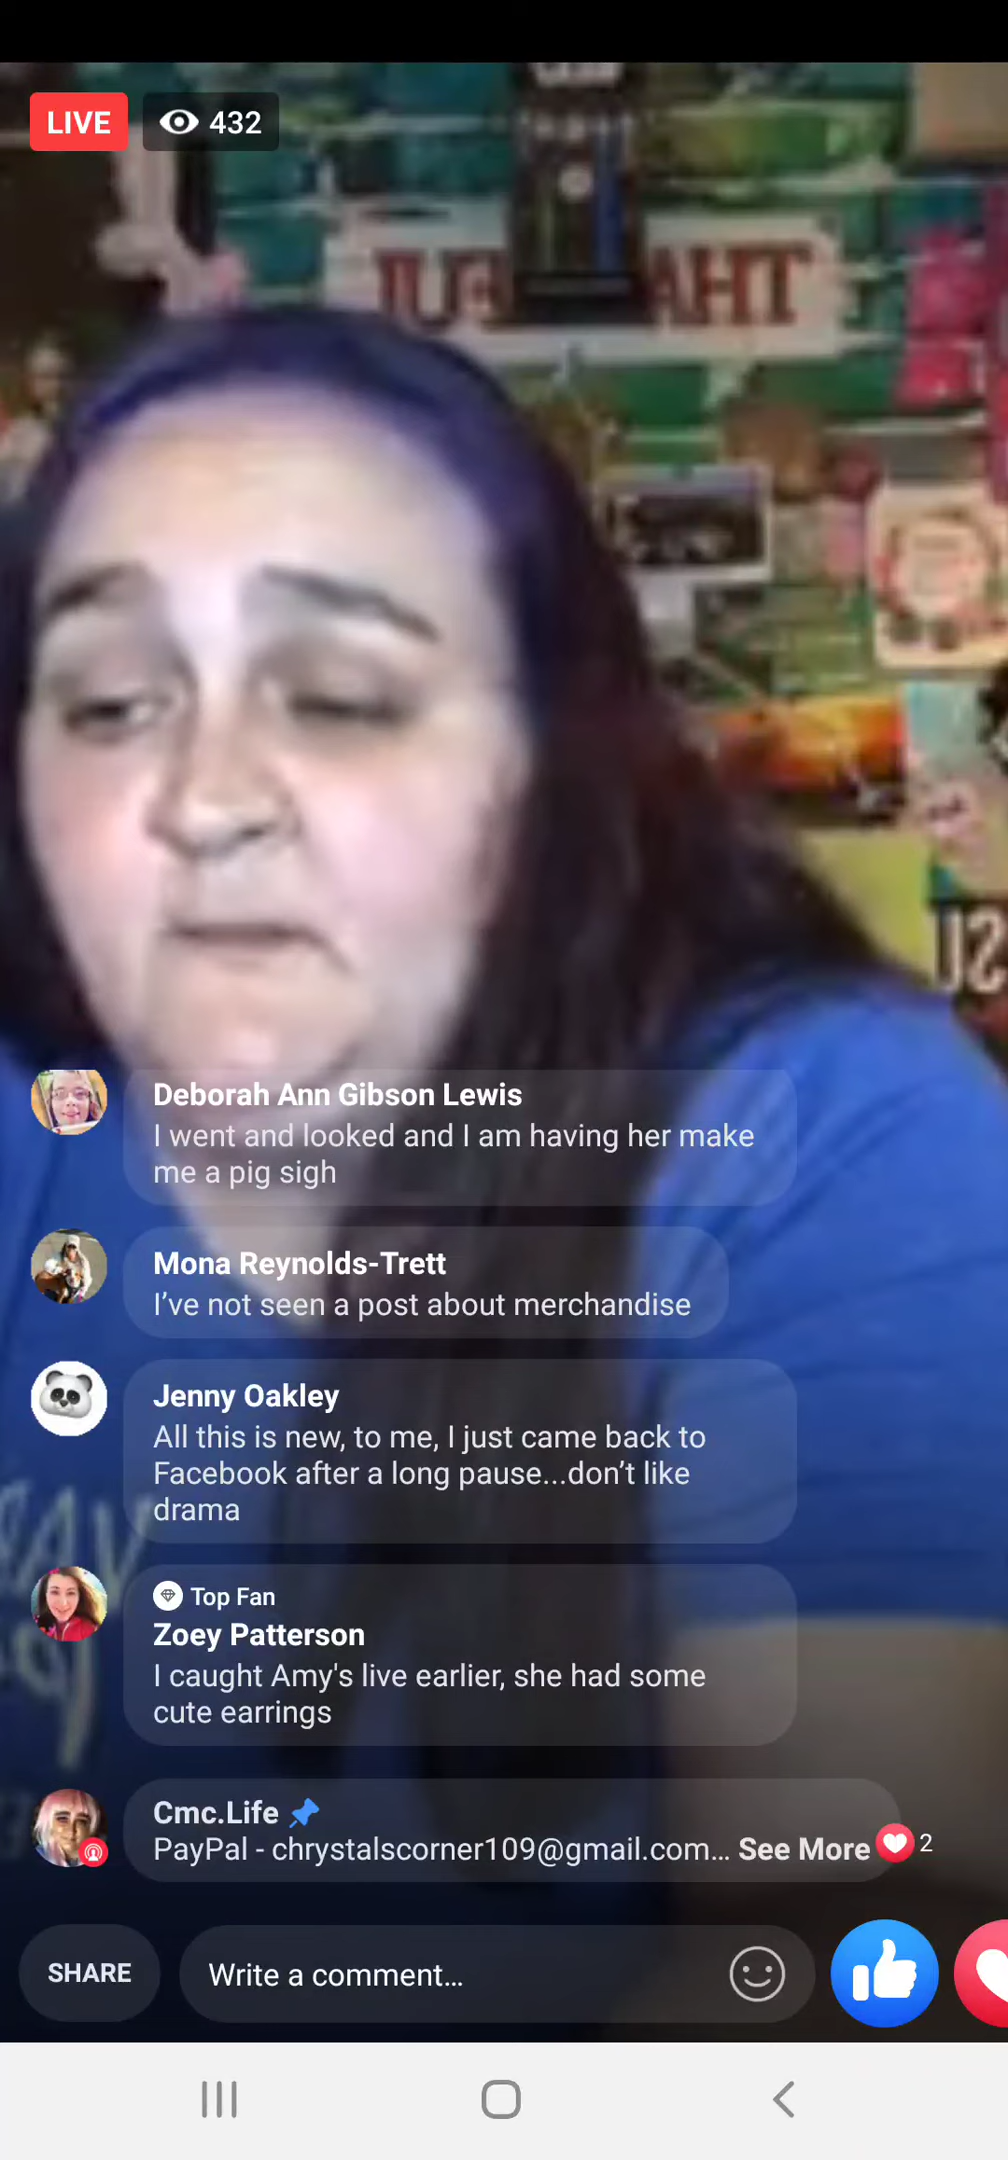 LIVE 432
THA
Deborah Ann Gibson Lewis
I went and looked and I am having her make
me a pig sigh
Mona Reynolds-Trett
I've not seen a post about merchandise
Jenny Oakley
All this is new, to me, I just came back to
Facebook after a long pause...don't like
drama
Top Fan
Zoey Patterson
I caught Amy's live earlier, she had some
cute earrings
Cmc.Life
PayPal - chrystalscorner109@gmail.com... See More 2
SHARE Write a comment...